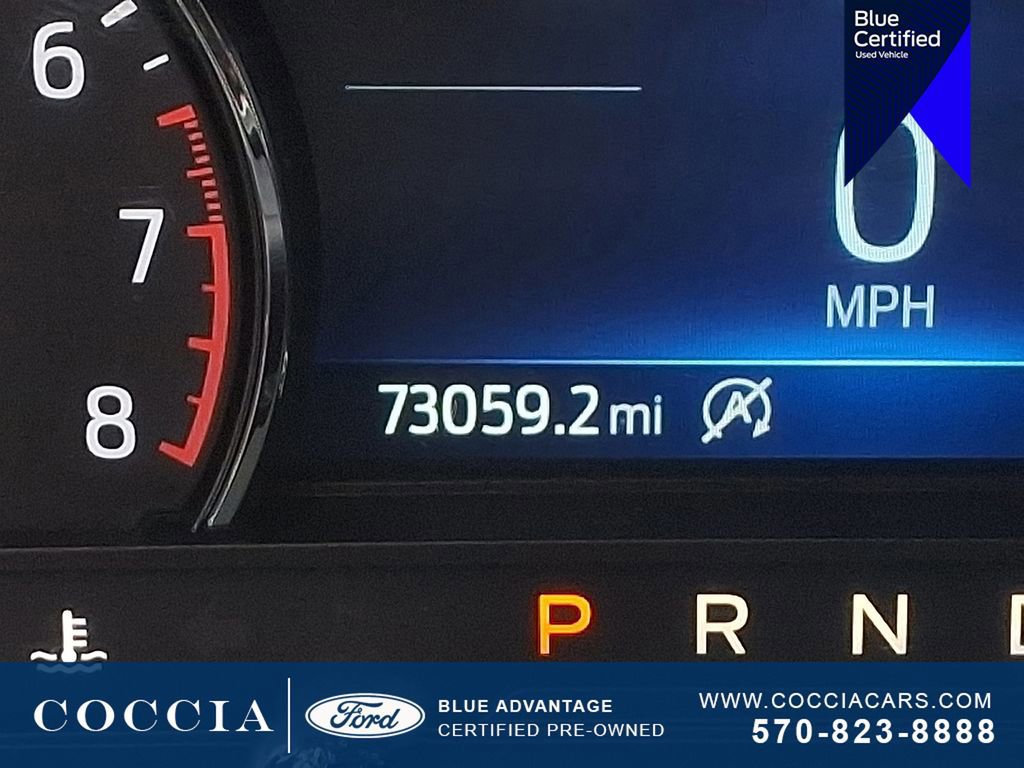 Blue
Certified
Used Vehicle
6
7
8
0
MPH
73059.2 mi
A
P R N
COCCIA
Ford
BLUE ADVANTAGE
CERTIFIED PRE-OWNED
WWW.COCCIACARS.COM
570-823-8888